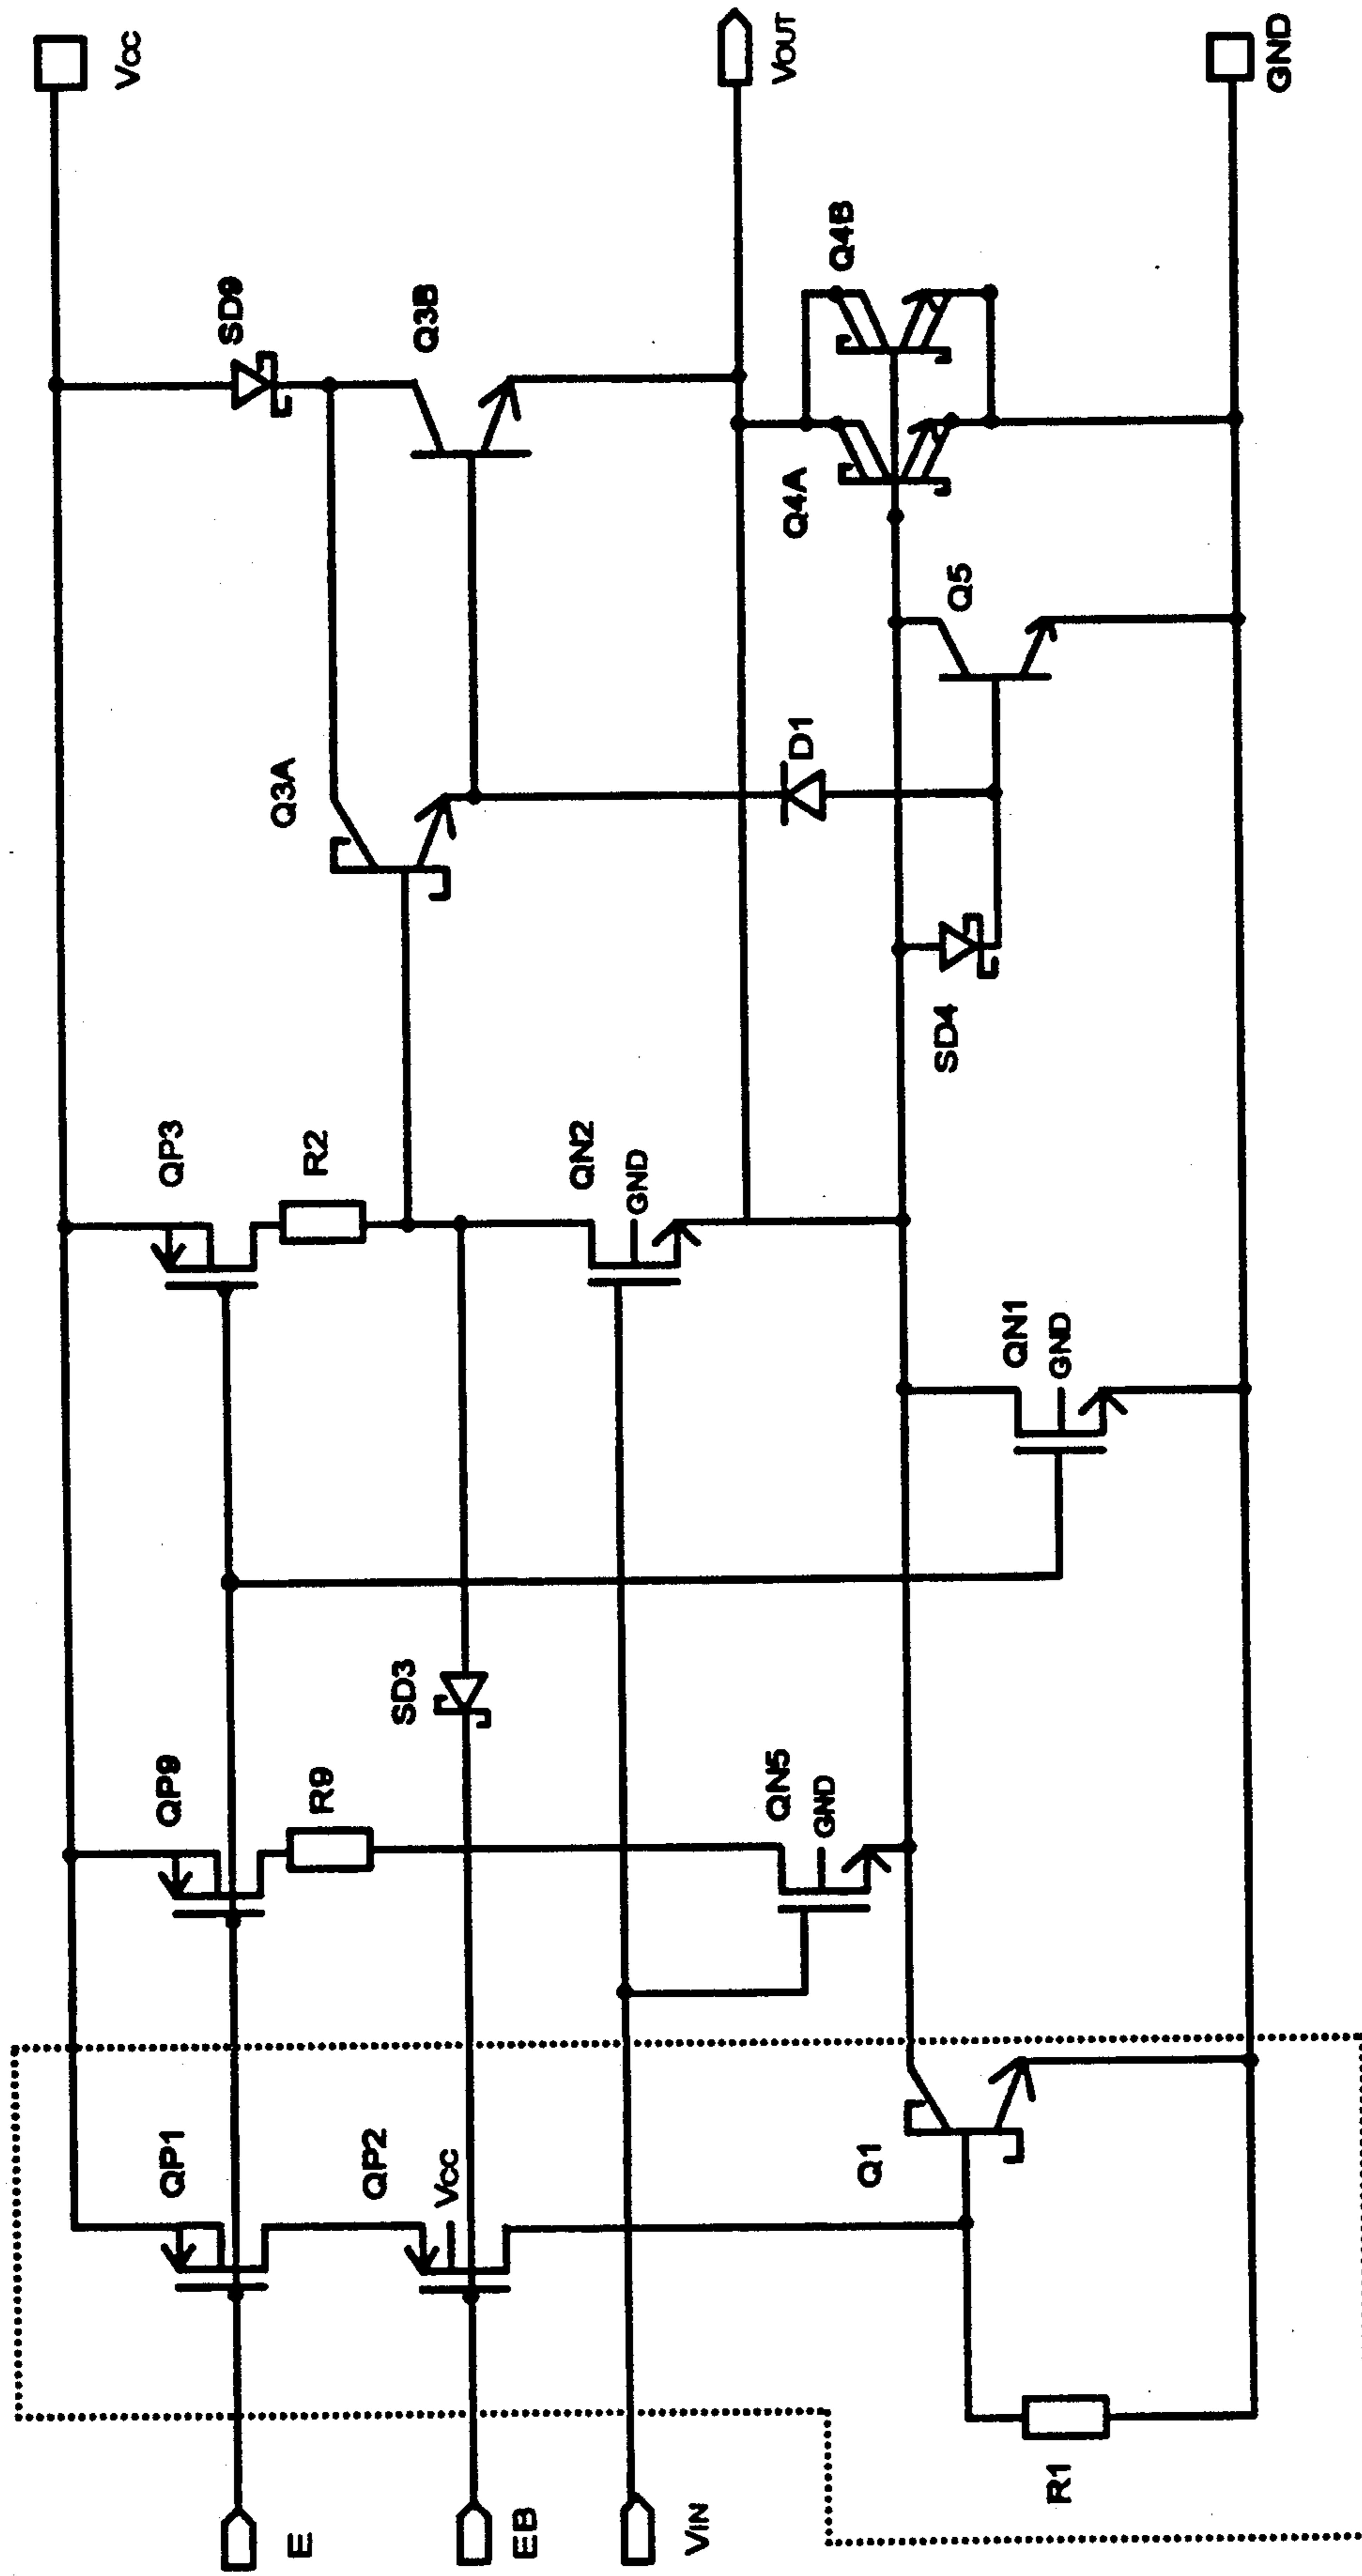 Vcc
VOUT
GND
SD9
Q3B
Q4B
Q4A
Q5
Q3A
D1
SD4
QP3
R2
QN2
GND
QN1
GND
SD3
QP9
R9
QN5
GND
QP1
QP2
Vcc
Q1
R1
E
EB
VIN